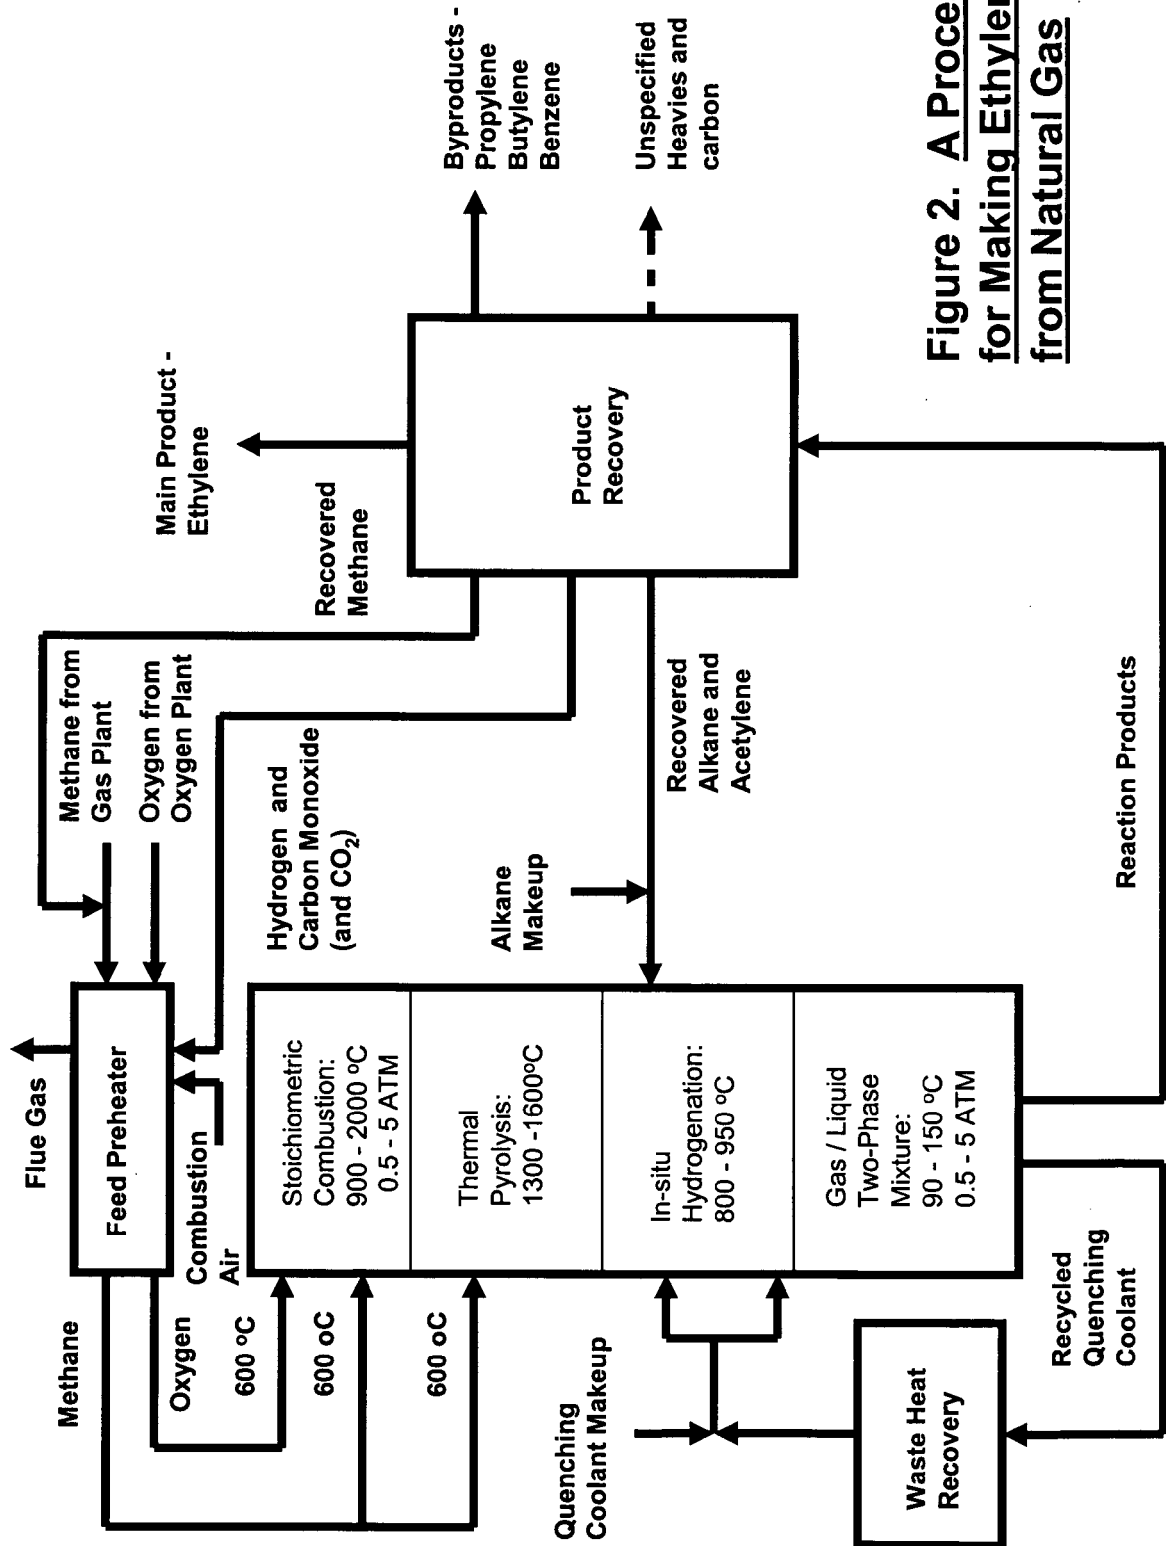 Flue Gas
Feed Preheater
Methane
Oxygen
Combustion
Air
600 ºC
600 oC
600 oC
Methane from
Gas Plant
Oxygen from
Oxygen Plant
Hydrogen and
Carbon Monoxide
(and CO₂)
Recovered
Methane
Main Product -
Ethylene
Stoichiometric
Combustion:
900 - 2000 ºC
0.5 - 5 ATM
Thermal
Pyrolysis:
1300 -1600ºC
In-situ
Hydrogenation:
800 - 950 ºC
Gas / Liquid
Two-Phase
Mixture:
90 - 150 ºC
0.5 - 5 ATM
Alkane
Makeup
Recovered
Alkane and
Acetylene
Product
Recovery
Byproducts -
Propylene
Butylene
Benzene
Unspecified
Heavies and
carbon
Quenching
Coolant Makeup
Waste Heat
Recovery
Recycled
Quenching
Coolant
Reaction Products
Figure 2. A Proce
for Making Ethyle
from Natural Gas